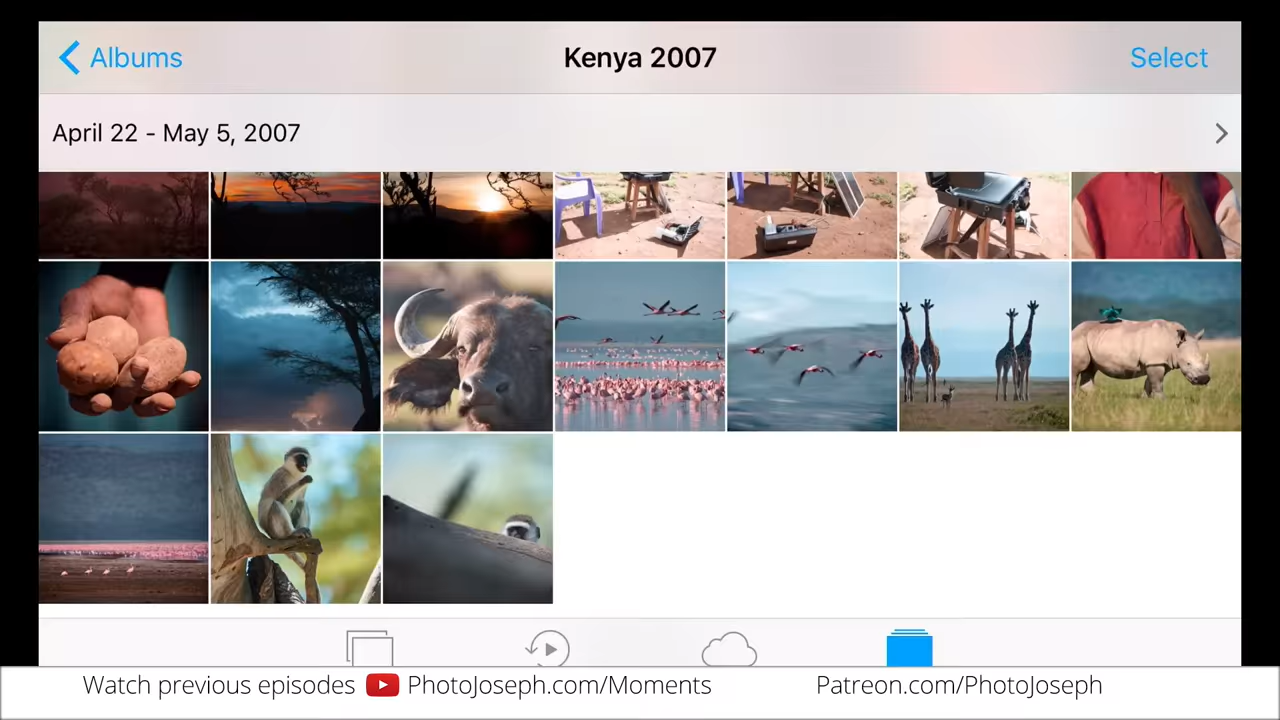 Albums
Kenya 2007
Select
April 22 - May 5, 2007
Watch previous episodes PhotoJoseph.com/Moments
Patreon.com/PhotoJoseph